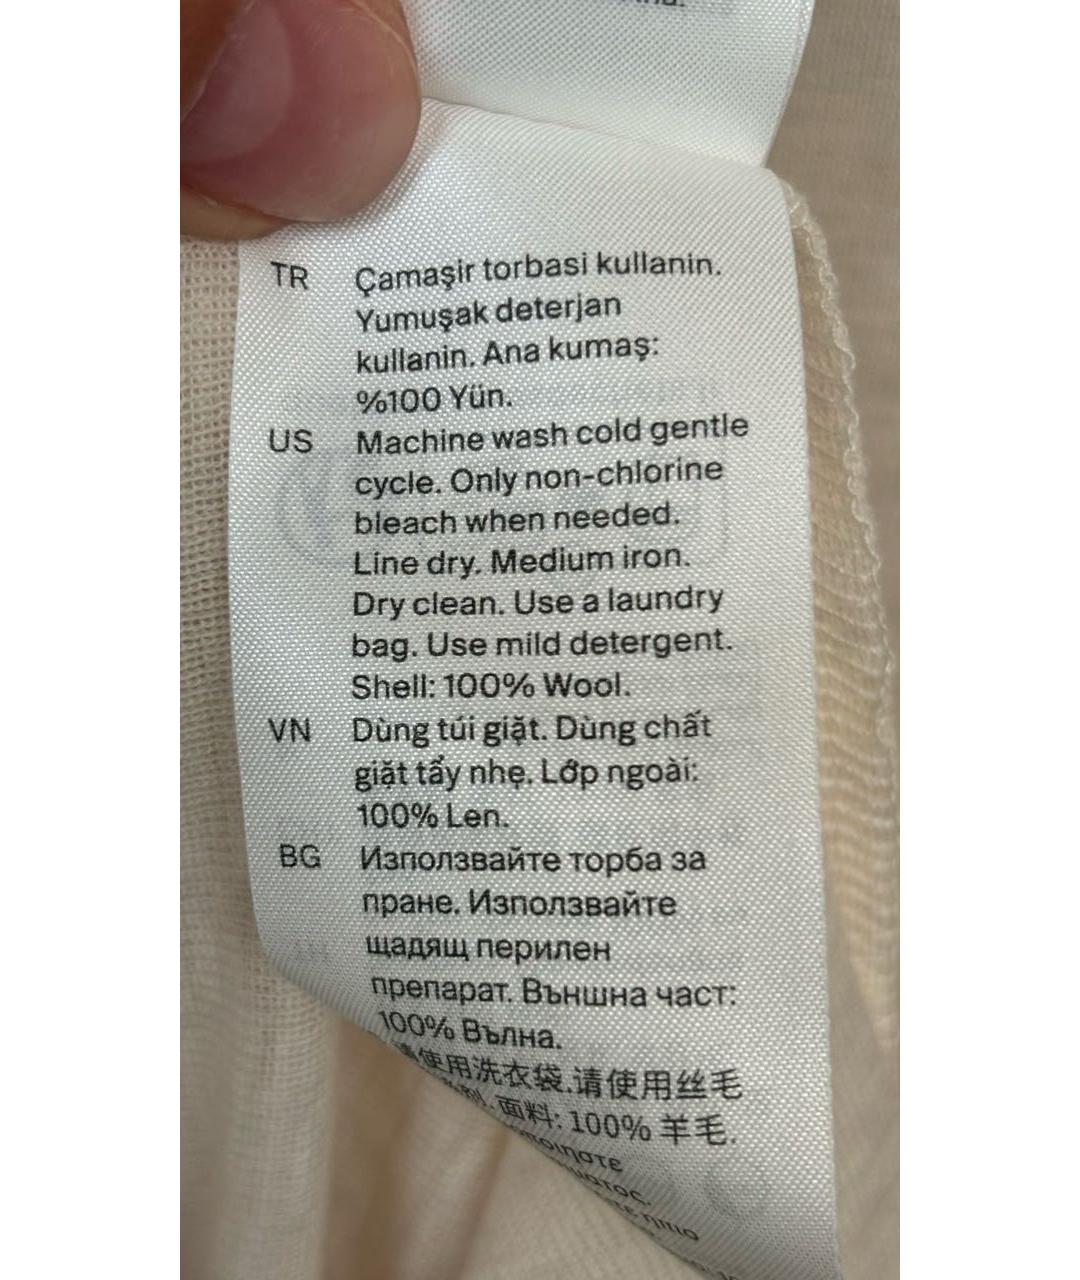 TR Çamaşir torbasi kullanin.
Yumuşak deterjan
kullanin. Ana kumaş:
%100 Yün.
US Machine wash cold gentle
cycle. Only non-chlorine
bleach when needed.
Line dry. Medium iron.
Dry clean. Use a laundry
bag. Use mild detergent.
Shell: 100% Wool.
VN Dùng túi giặt. Dùng chất
giặt tẩy nhẹ. Lớp ngoài:
100% Len.
BG Използвайте торба за
пране. Използвайте
щадящ перилен
препарат. Външна част:
100% Вълна.
请使用洗衣袋.请使用丝毛
剂. 面料: 100% 羊毛.